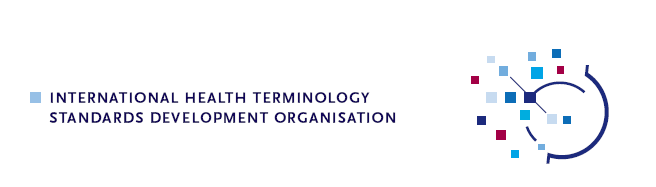 INTERNATIONAL HEALTH TERMINOLOGY
STANDARDS DEVELOPMENT ORGANISATION